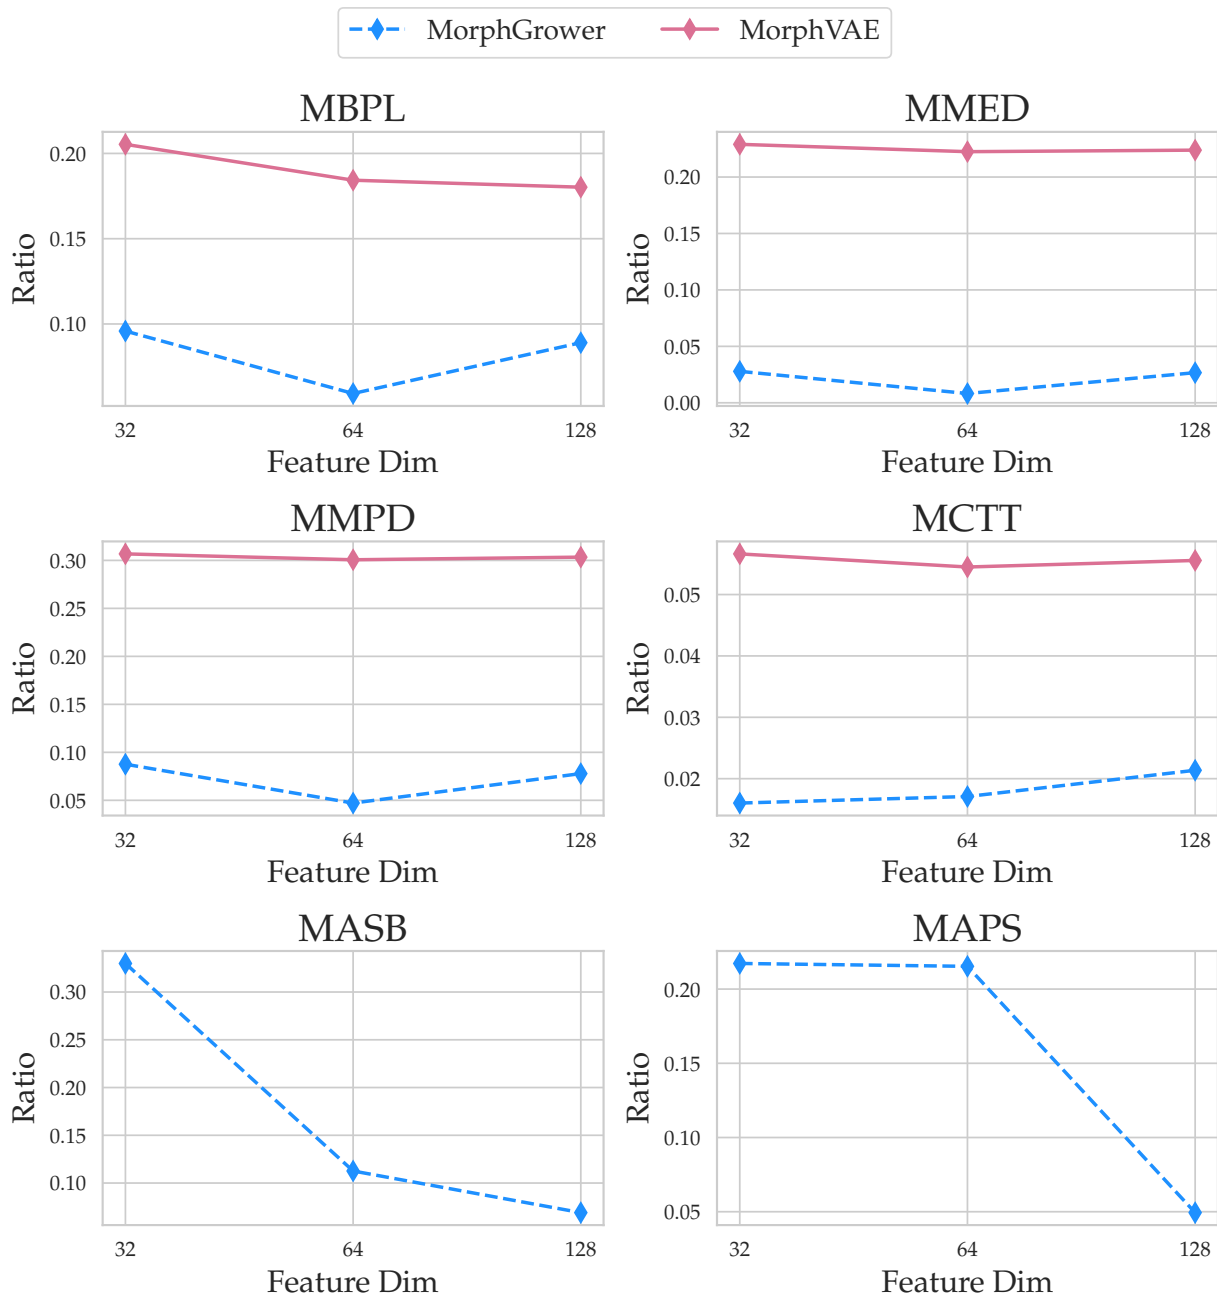 MorphGrower MorphVAE
MBPL
0.20
0.15
0.10
Ratio
32 64 128
Feature Dim
MMED
0.20
0.15
0.10
0.05
0.00
Ratio
32 64 128
Feature Dim
MMPD
0.30
0.25
0.20
0.15
0.10
0.05
Ratio
32 64 128
Feature Dim
MCTT
0.05
0.04
0.03
0.02
Ratio
32 64 128
Feature Dim
MASB
0.30
0.25
0.20
0.15
0.10
Ratio
32 64 128
Feature Dim
MAPS
0.20
0.15
0.10
0.05
Ratio
32 64 128
Feature Dim